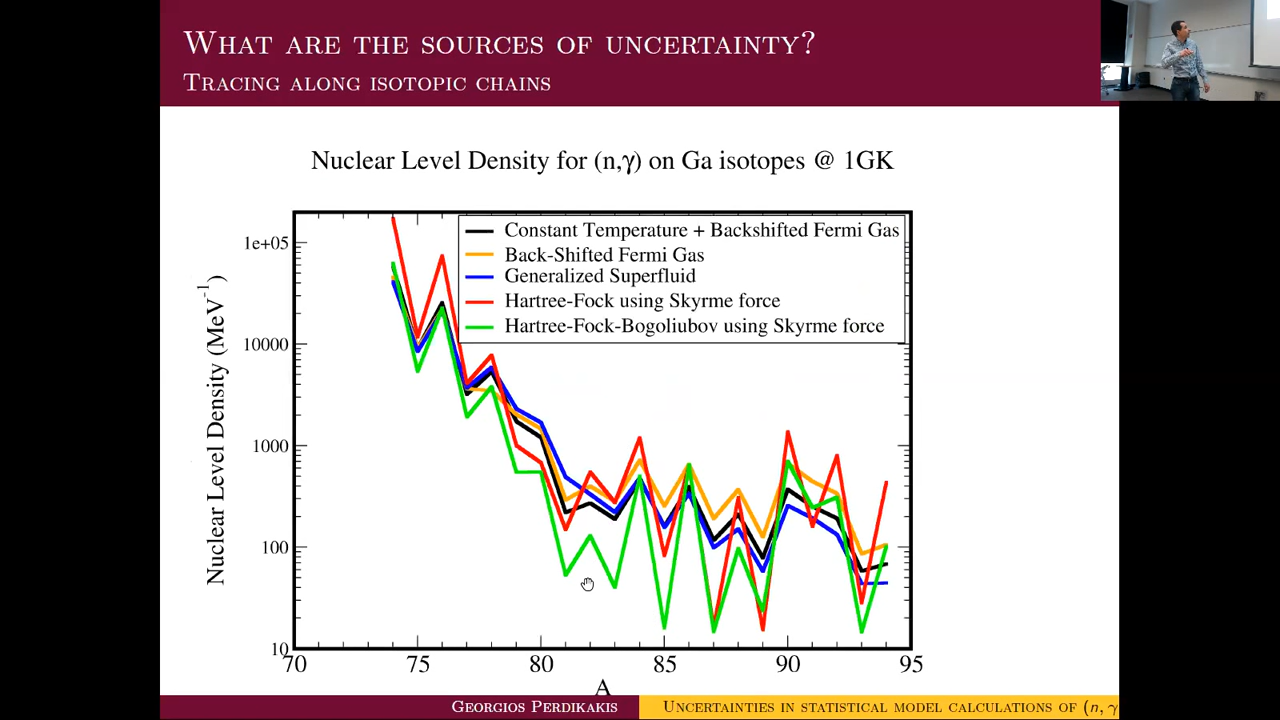 WHAT ARE THE SOURCES OF UNCERTAINTY?
TRACING ALONG ISOTOPIC CHAINS
Nuclear Level Density for (n,γ) on Ga isotopes @ 1GK
Constant Temperature + Backshifted Fermi Gas
Back-Shifted Fermi Gas
Generalized Superfluid
Hartree-Fock using Skyrme force
Hartree-Fock-Bogoliubov using Skyrme force
Nuclear Level Density (MeV⁻¹)
1e+05
10000
1000
100
10
70 75 80 85 90 95
A
GEORGIOS PERDIKAKIS
UNCERTAINTIES IN STATISTICAL MODEL CALCULATIONS OF (n, γ